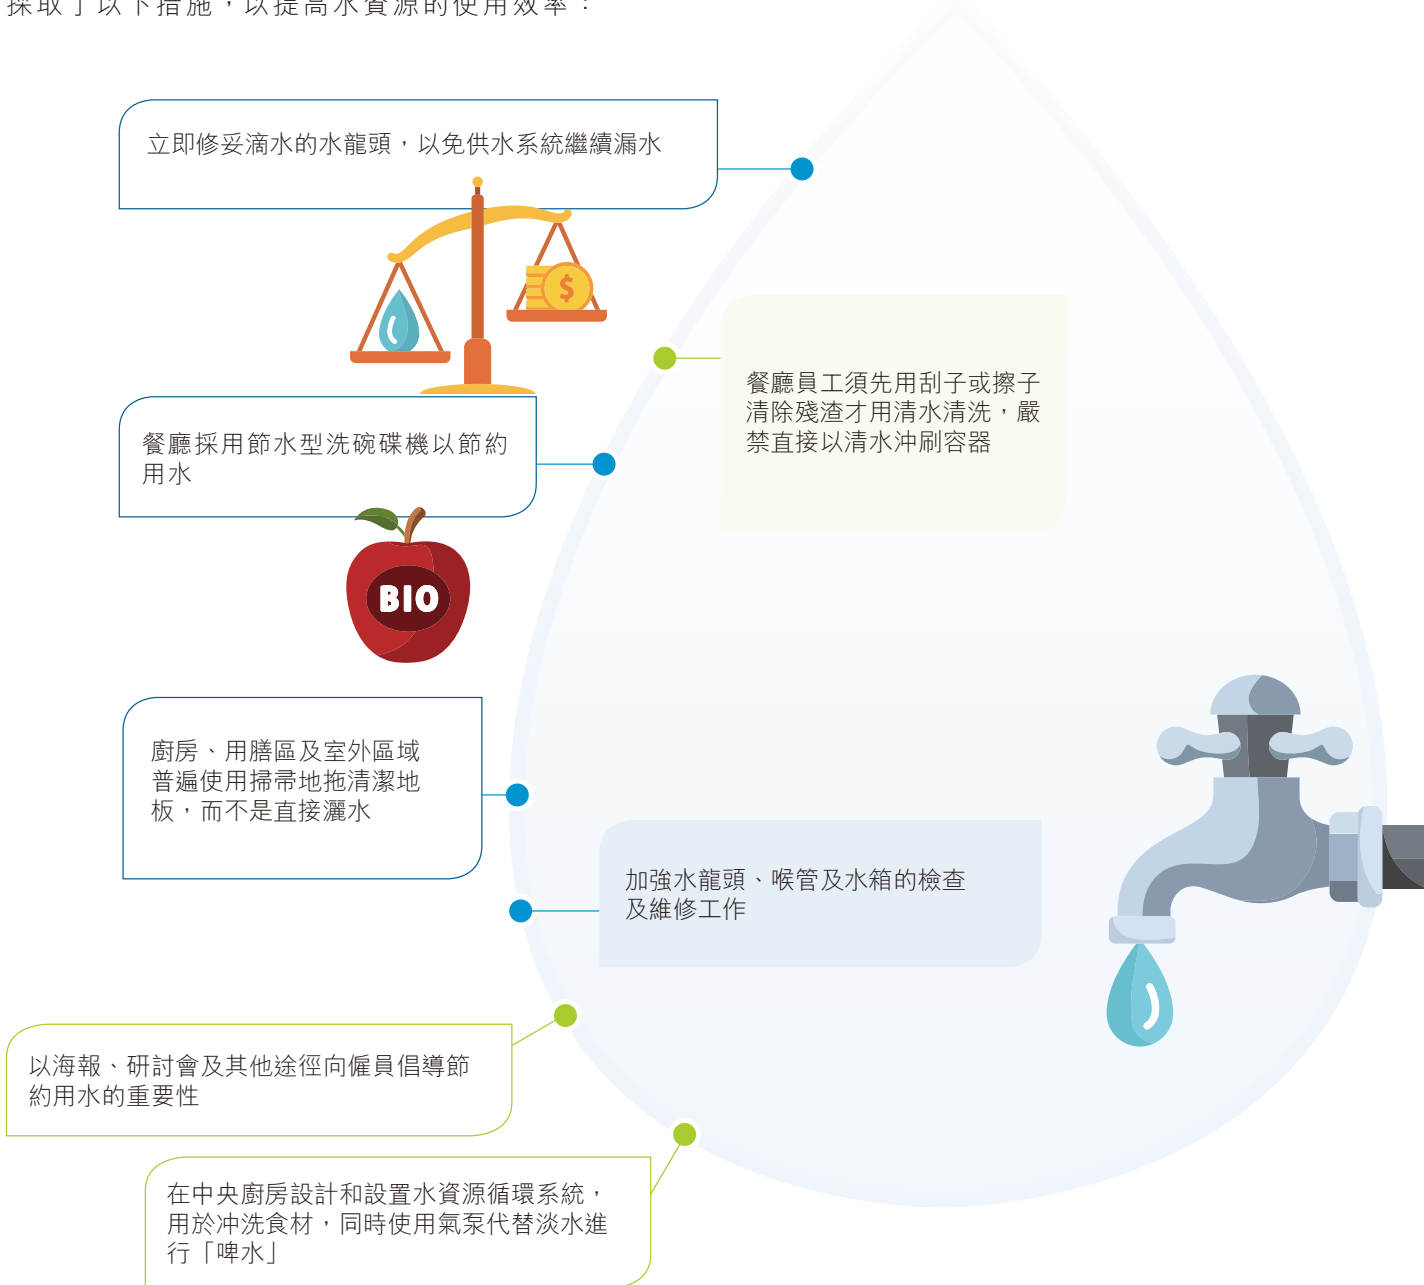 採取了以下措施，以提高水資源的使用效率：
立即修妥滴水的水龍頭，以免供水系統繼續漏水
$
餐廳員工須先用刮子或擦子
清除殘渣才用清水清洗，嚴
禁直接以清水沖刷容器
餐廳採用節水型洗碗碟機以節約
用水
BIO
廚房、用膳區及室外區域
普遍使用掃帚地拖清潔地
板，而不是直接灑水
加強水龍頭、喉管及水箱的檢查
及維修工作
以海報、研討會及其他途徑向僱員倡導節
約用水的重要性
在中央廚房設計和設置水資源循環系統，
用於冲洗食材，同時使用氣泵代替淡水進
行「啤水」